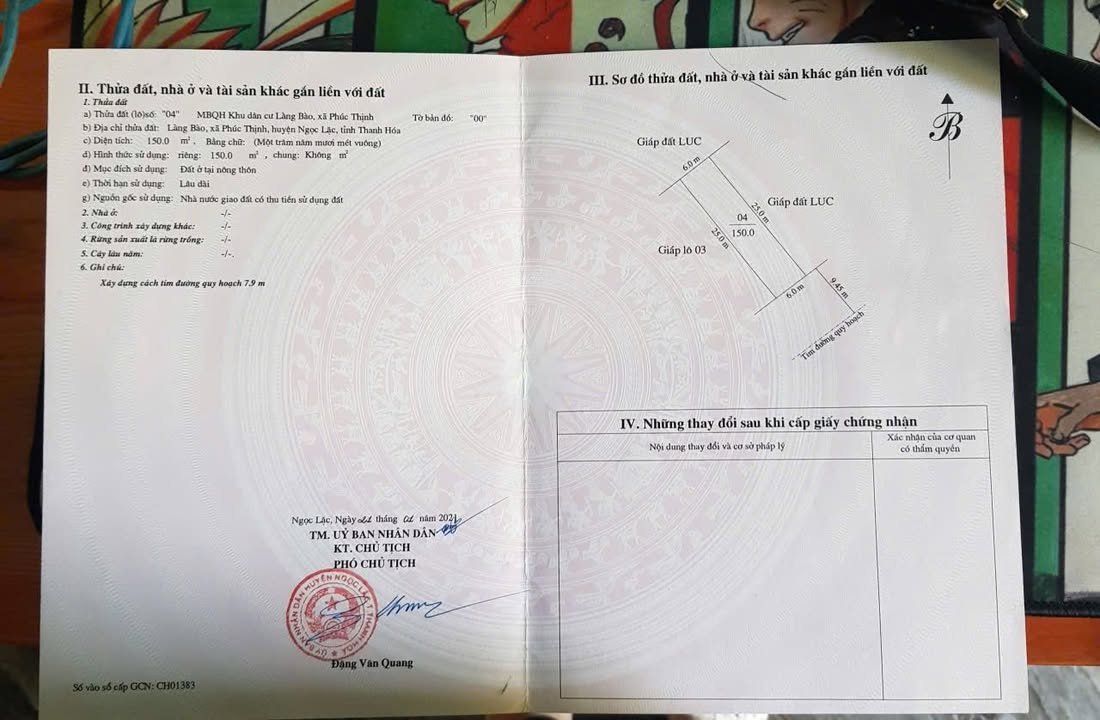 II. Thửa đất, nhà ở và tài sản khác gắn liền với đất
1. Thửa đất
a) Thửa đất (lô)số: "04" MBQH Khu dân cư Làng Bào, xã Phúc Thịnh Tờ bản đồ: "00"
b) Địa chỉ thửa đất: Làng Bào, xã Phúc Thịnh, huyện Ngọc Lặc, tỉnh Thanh Hóa
c) Diện tích: 150.0 m², Bằng chữ: (Một trăm năm mươi mét vuông)
d) Hình thức sử dụng: riêng: 150.0 m², chung: Không m²
đ) Mục đích sử dụng: Đất ở tại nông thôn
e) Thời hạn sử dụng: Lâu dài
g) Nguồn gốc sử dụng: Nhà nước giao đất có thu tiền sử dụng đất
2. Nhà ở: -/-
3. Công trình xây dựng khác: -/-
4. Rừng sản xuất là rừng trồng: -/-
5. Cây lâu năm: -/-.
6. Ghi chú:
Xây dựng cách tim đường quy hoạch 7.9 m
Ngọc Lặc, Ngày tháng năm 2021
TM. UỶ BAN NHÂN DÂN
KT. CHỦ TỊCH
PHÓ CHỦ TỊCH
ỦY BAN NHÂN DÂN HUYỆN NGỌC LẶC T. THANH HÓA
Đặng Văn Quang
Số vào sổ cấp GCN: CH01383
III. Sơ đồ thửa đất, nhà ở và tài sản khác gắn liền với đất
B
Giáp đất LUC
6.0 m
25.0 m
Giáp đất LUC
04
150.0
25.0 m
Giáp lô 03
6.0 m
9.45 m
Tim đường quy hoạch
IV. Những thay đổi sau khi cấp giấy chứng nhận
Nội dung thay đổi và cơ sở pháp lý
Xác nhận của cơ quan
có thẩm quyền